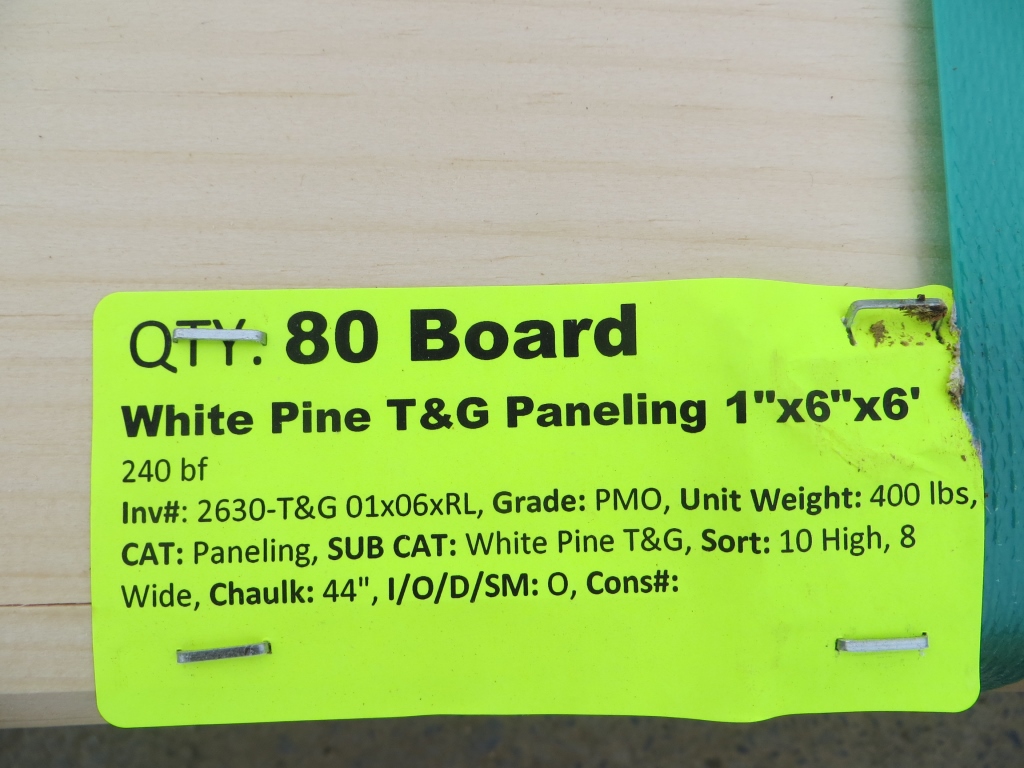 QTY: 80 Board
White Pine T&G Paneling 1"x6"x6'
240 bf
Inv#: 2630-T&G 01x06xRL, Grade: PMO, Unit Weight: 400 lbs,
CAT: Paneling, SUB CAT: White Pine T&G, Sort: 10 High, 8
Wide, Chaulk: 44", I/O/D/SM: O, Cons#: